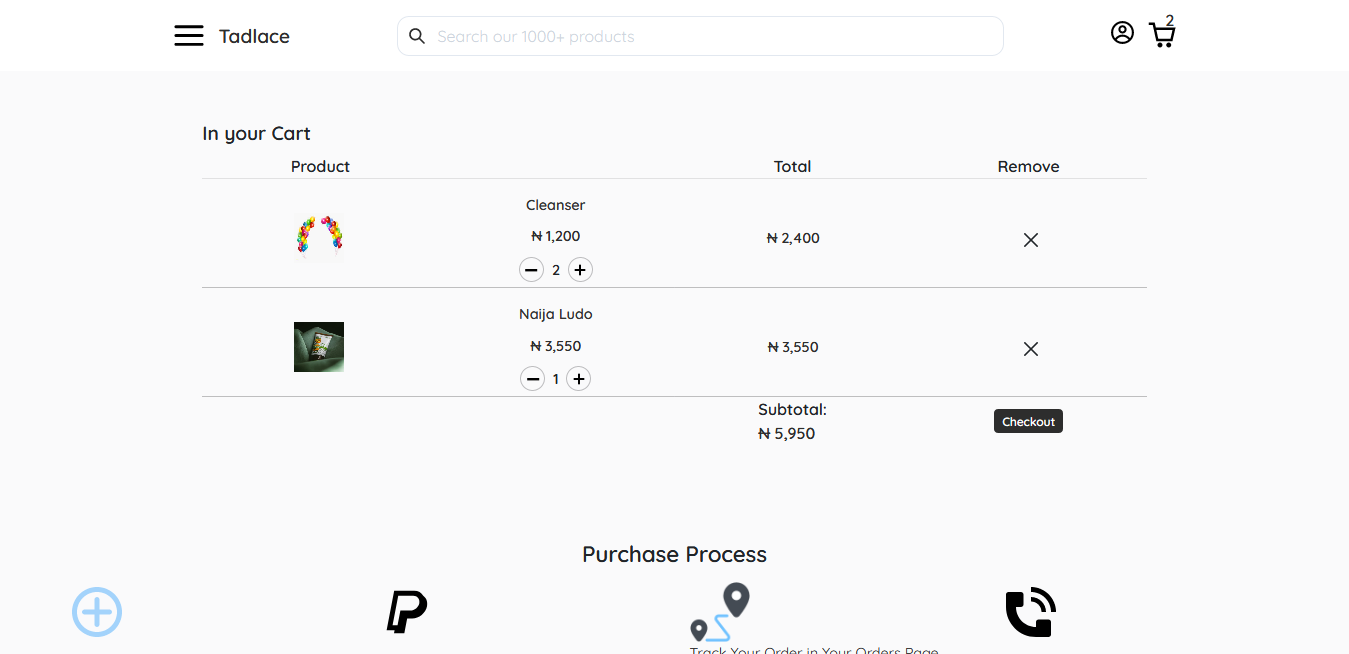 Tadlace
Search our 1000+ products
2
In your Cart
Product Total Remove
Cleanser
₦ 1,200
₦ 2,400
2
Naija Ludo
₦ 3,550
₦ 3,550
1
Subtotal:
₦ 5,950
Checkout
Purchase Process
Track Your Order in Your Orders Page